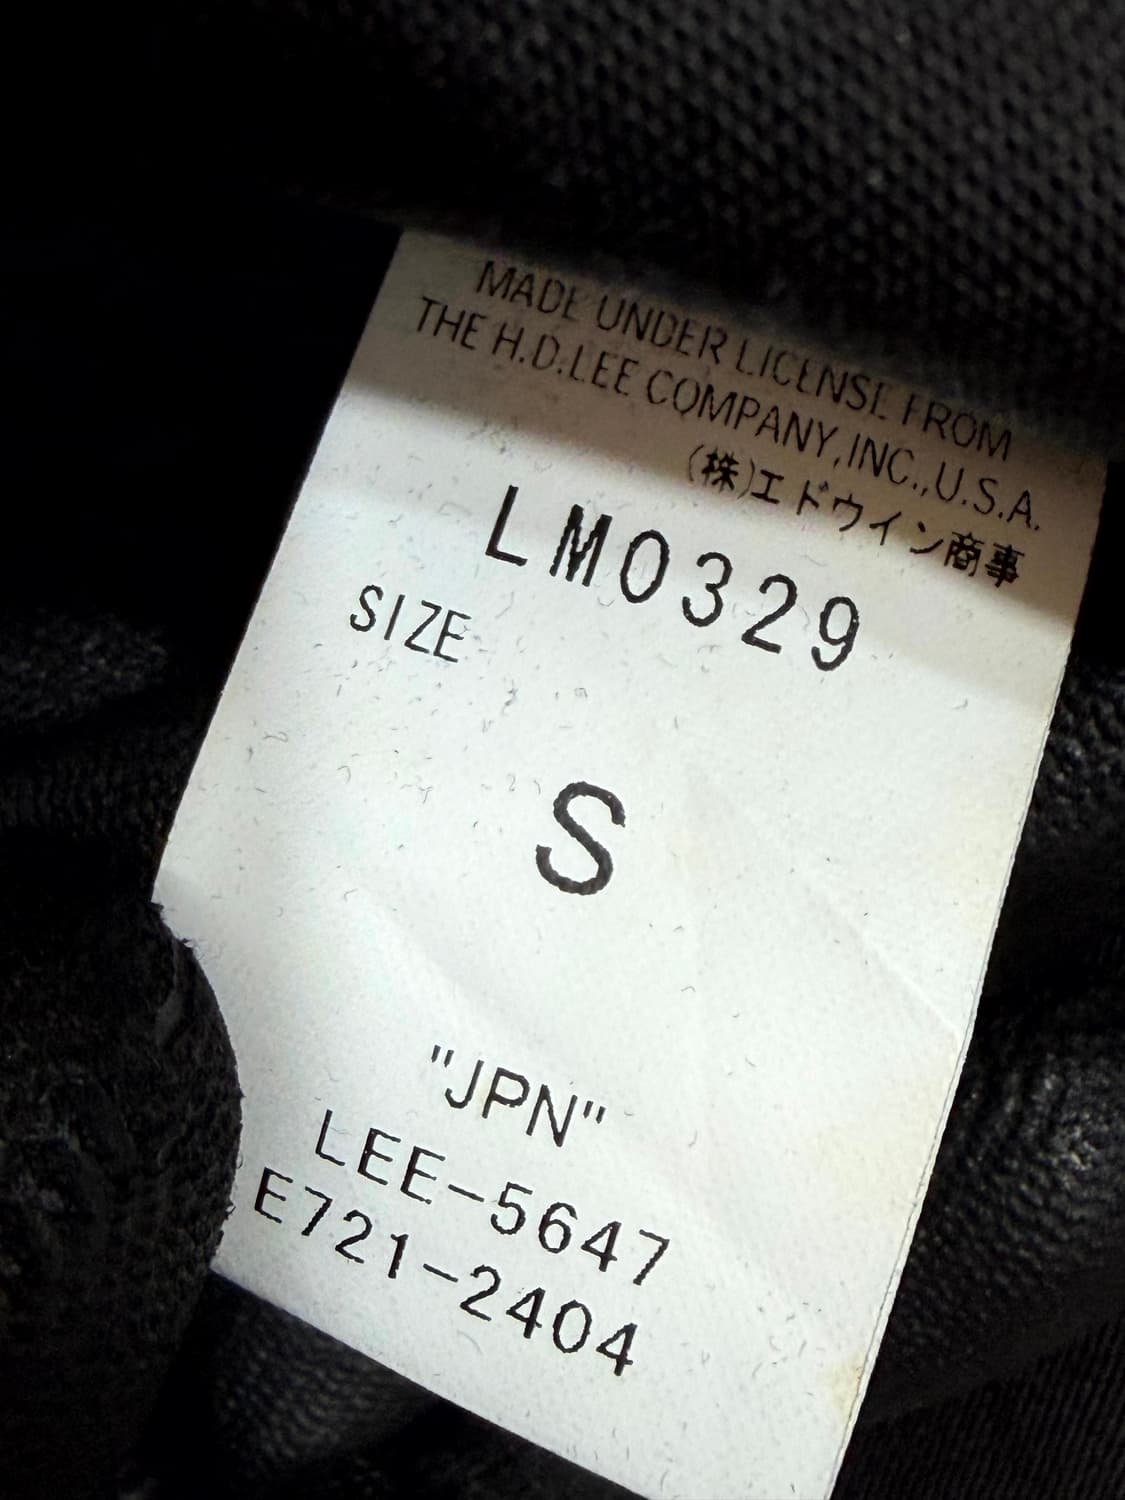 MADE UNDER LICENSE FROM
THE H.D.LEE COMPANY,INC.,U.S.A.
(株)エドウイン商事
LM0329
SIZE
S
"JPN"
LEE-5647
E721-2404